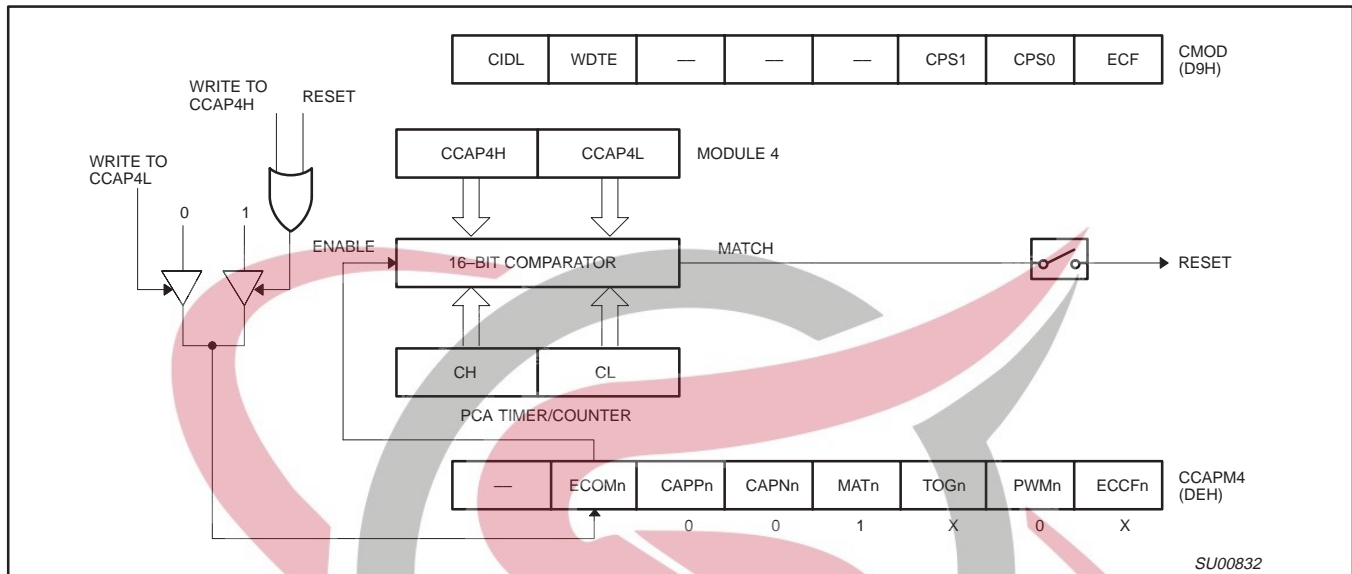 CIDL WDTE — — — CPS1 CPS0 ECF
CMOD
(D9H)
WRITE TO
CCAP4H
RESET
WRITE TO
CCAP4L
CCAP4H CCAP4L
MODULE 4
0 1
ENABLE
16–BIT COMPARATOR
MATCH
RESET
CH CL
PCA TIMER/COUNTER
— ECOMn CAPPn CAPNn MATn TOGn PWMn ECCFn
CCAPM4
(DEH)
0 0 1 X 0 X
SU00832